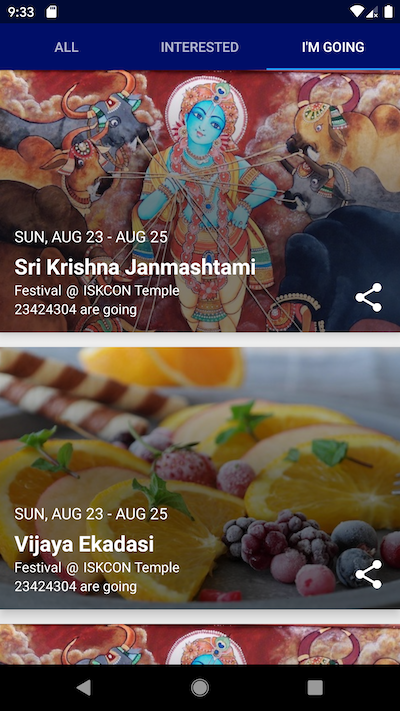 9:33
ALL
INTERESTED
I'M GOING
SUN, AUG 23 - AUG 25
Sri Krishna Janmashtami
Festival @ ISKCON Temple
23424304 are going
SUN, AUG 23 - AUG 25
Vijaya Ekadasi
Festival @ ISKCON Temple
23424304 are going